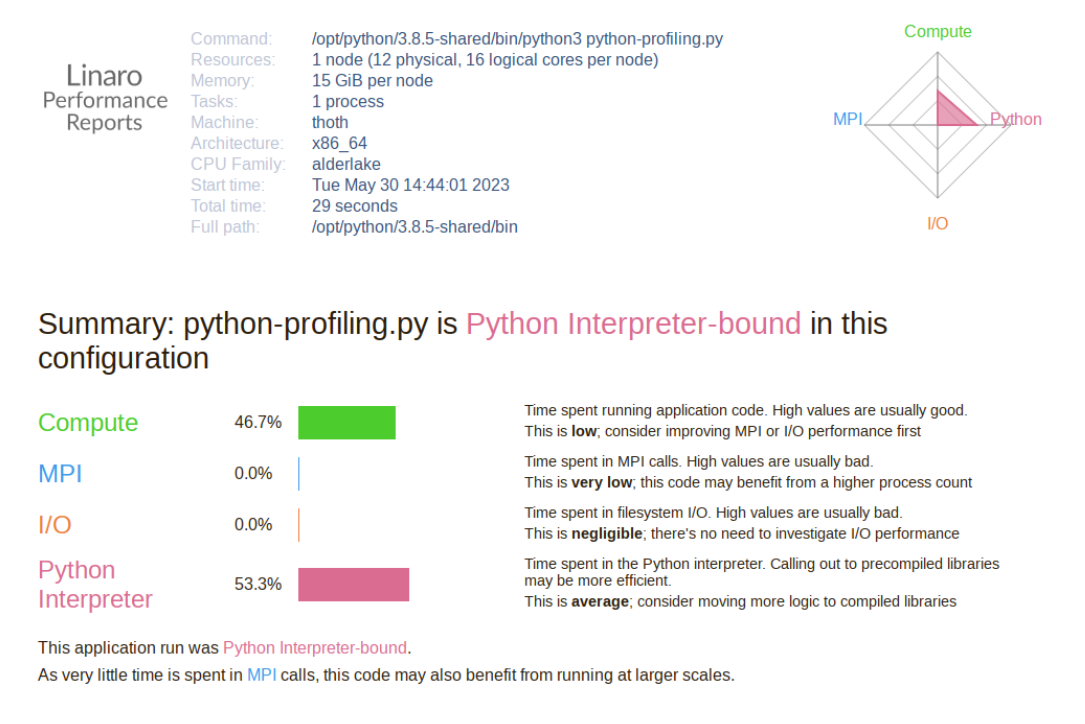 Linaro
Performance
Reports
Command: /opt/python/3.8.5-shared/bin/python3 python-profiling.py
Resources: 1 node (12 physical, 16 logical cores per node)
Memory: 15 GiB per node
Tasks: 1 process
Machine: thoth
Architecture: x86_64
CPU Family: alderlake
Start time: Tue May 30 14:44:01 2023
Total time: 29 seconds
Full path: /opt/python/3.8.5-shared/bin
Compute
MPI
Python
I/O
Summary: python-profiling.py is Python Interpreter-bound in this
configuration
Compute 46.7%
Time spent running application code. High values are usually good.
This is low; consider improving MPI or I/O performance first
MPI 0.0%
Time spent in MPI calls. High values are usually bad.
This is very low; this code may benefit from a higher process count
I/O 0.0%
Time spent in filesystem I/O. High values are usually bad.
This is negligible; there's no need to investigate I/O performance
Python
Interpreter 53.3%
Time spent in the Python interpreter. Calling out to precompiled libraries
may be more efficient.
This is average; consider moving more logic to compiled libraries
This application run was Python Interpreter-bound.
As very little time is spent in MPI calls, this code may also benefit from running at larger scales.